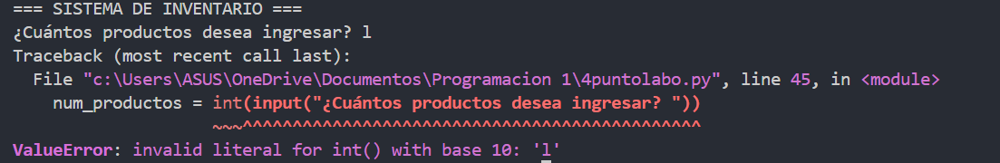 === SISTEMA DE INVENTARIO ===
¿Cuántos productos desea ingresar? l
Traceback (most recent call last):
  File "c:\Users\ASUS\OneDrive\Documentos\Programacion 1\4puntolabo.py", line 45, in <module>
    num_productos = int(input("¿Cuántos productos desea ingresar? "))
                    ~~~^^^^^^^^^^^^^^^^^^^^^^^^^^^^^^^^^^^^^^^^^^^^^^
ValueError: invalid literal for int() with base 10: 'l'